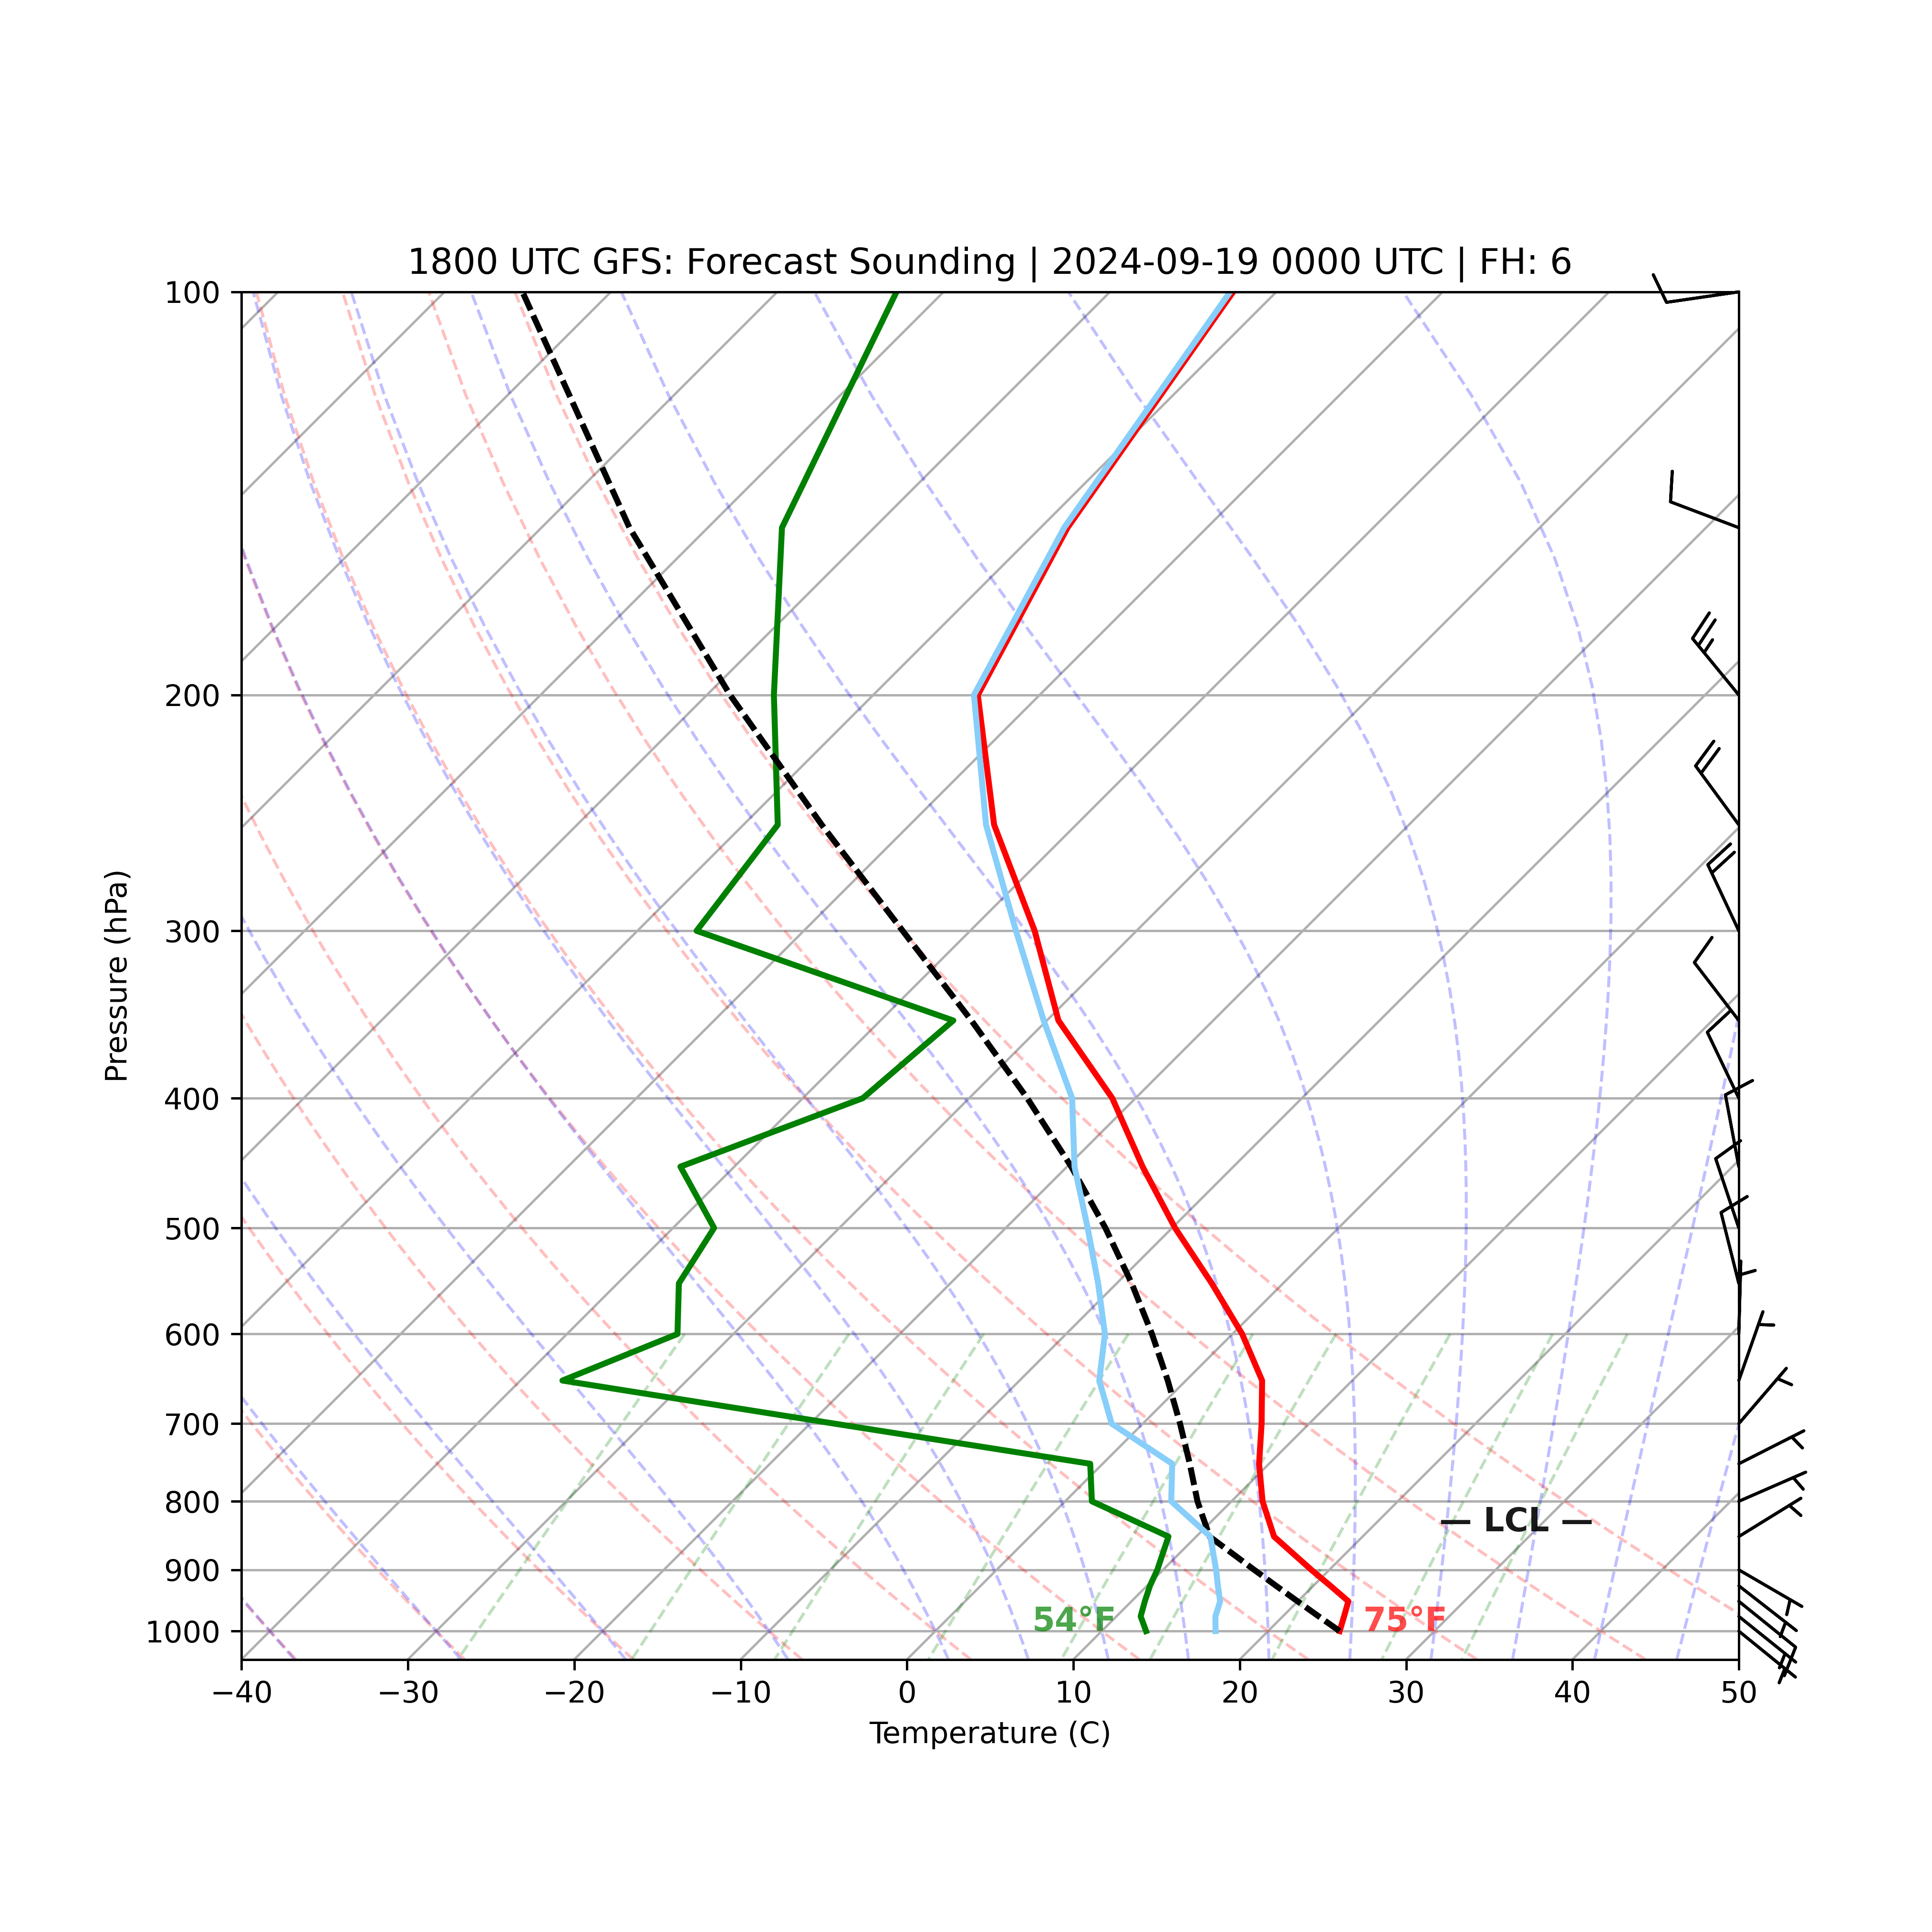 1800 UTC GFS: Forecast Sounding | 2024-09-19 0000 UTC | FH: 6
100
200
300
400
500
600
700
800
900
1000
Pressure (hPa)
— LCL —
54°F
75°F
−40 −30 −20 −10 0 10 20 30 40 50
Temperature (C)